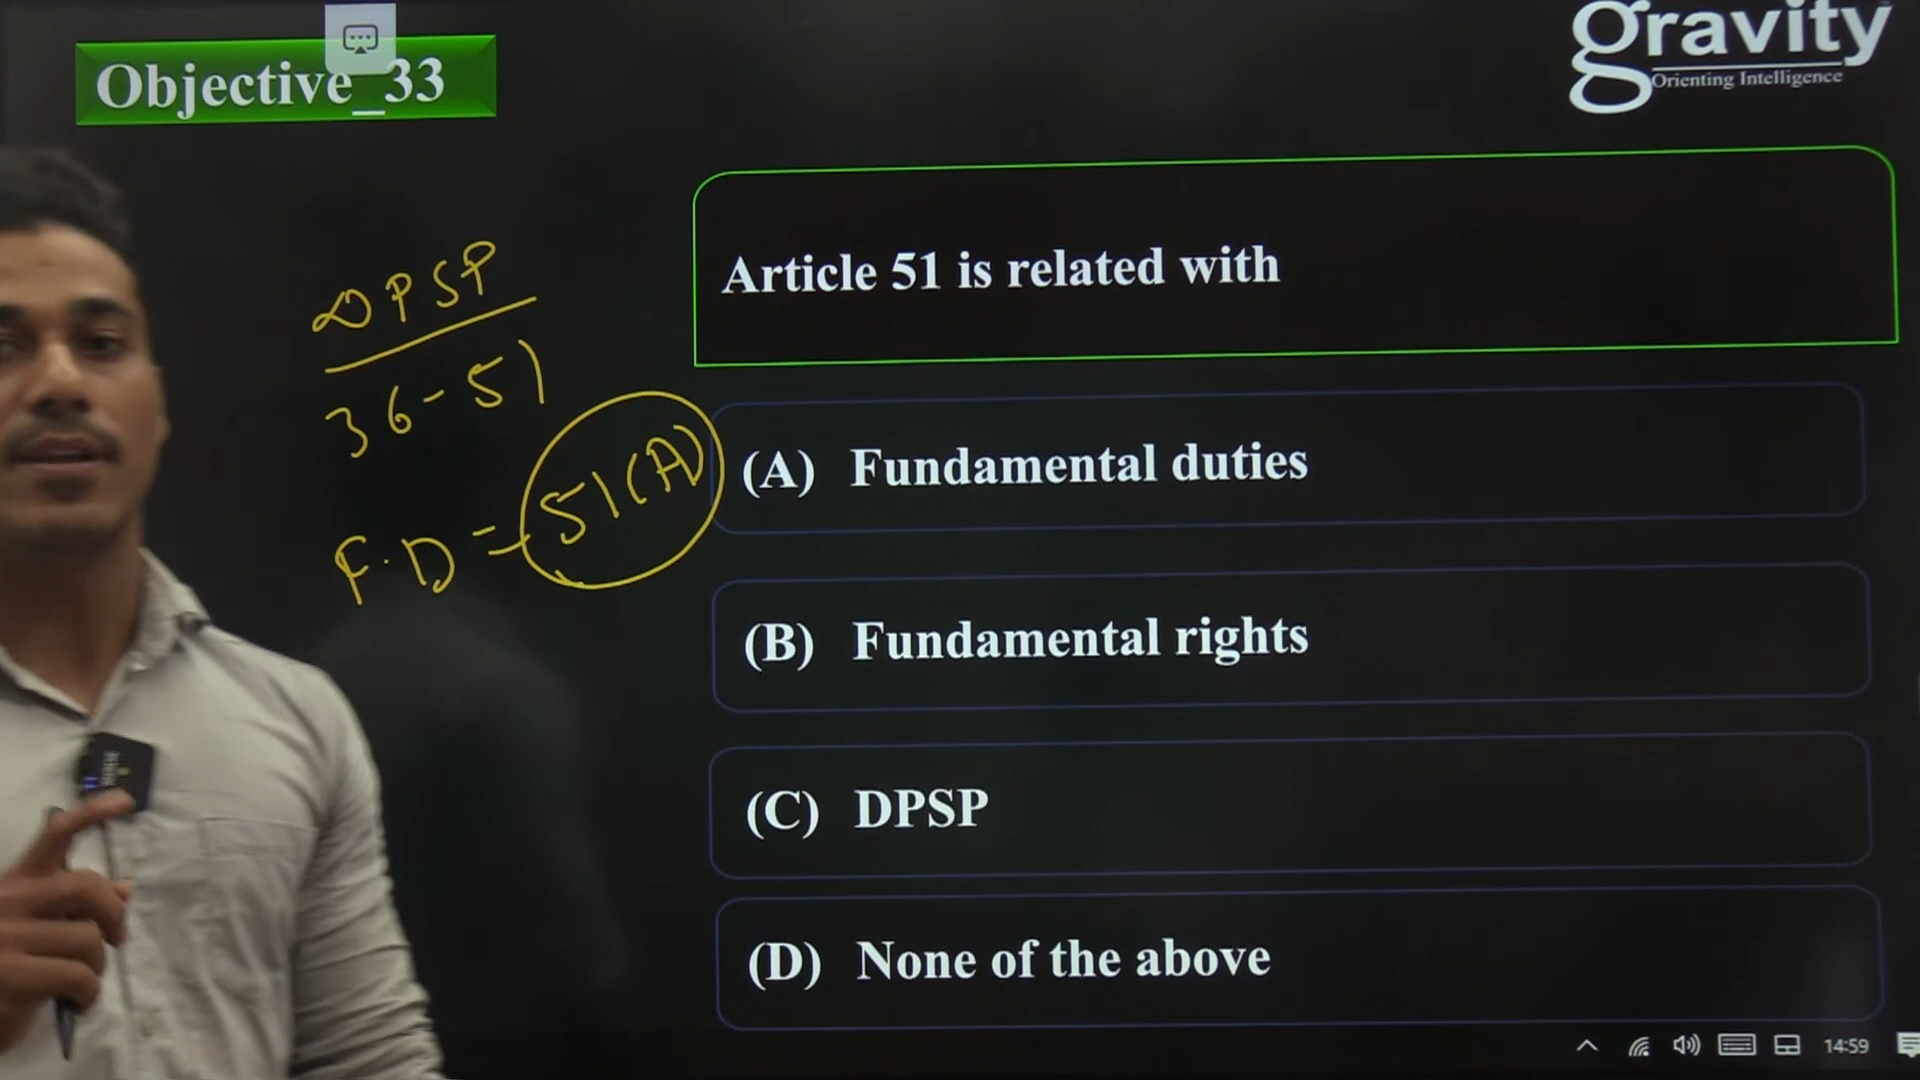 Objective_33
gravity
Orienting Intelligence
DPSP
36-51
F.D = 51(A)
Article 51 is related with
(A) Fundamental duties
(B) Fundamental rights
(C) DPSP
(D) None of the above
14:59